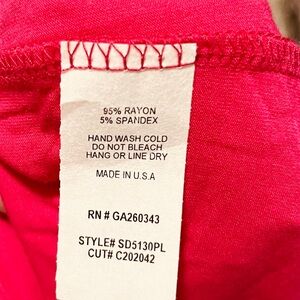 95% RAYON
5% SPANDEX
HAND WASH COLD
DO NOT BLEACH
HANG OR LINE DRY
MADE IN U.S.A
RN # GA260343
STYLE# SD5130PL
CUT# C202042